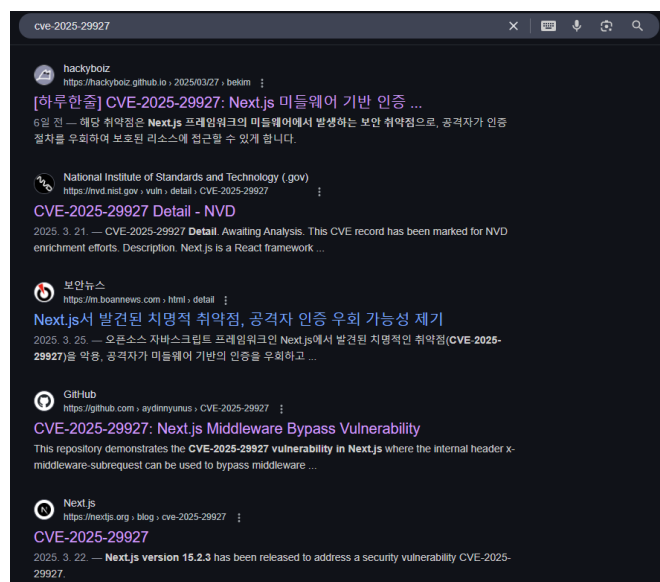 cve-2025-29927
hackyboiz
https://hackyboiz.github.io › 2025/03/27 › bekim
[하루한줄] CVE-2025-29927: Next.js 미들웨어 기반 인증 ...
6일 전 — 해당 취약점은 Next.js 프레임워크의 미들웨어에서 발생하는 보안 취약점으로, 공격자가 인증
절차를 우회하여 보호된 리소스에 접근할 수 있게 합니다.
National Institute of Standards and Technology (.gov)
https://nvd.nist.gov › vuln › detail › CVE-2025-29927
CVE-2025-29927 Detail - NVD
2025. 3. 21. — CVE-2025-29927 Detail. Awaiting Analysis. This CVE record has been marked for NVD
enrichment efforts. Description. Next.js is a React framework ...
보안뉴스
https://m.boannews.com › html › detail
Next.js서 발견된 치명적 취약점, 공격자 인증 우회 가능성 제기
2025. 3. 25. — 오픈소스 자바스크립트 프레임워크인 Next.js에서 발견된 치명적인 취약점(CVE-2025-
29927)을 악용, 공격자가 미들웨어 기반의 인증을 우회하고 ...
GitHub
https://github.com › aydinnyunus › CVE-2025-29927
CVE-2025-29927: Next.js Middleware Bypass Vulnerability
This repository demonstrates the CVE-2025-29927 vulnerability in Next.js where the internal header x-
middleware-subrequest can be used to bypass middleware ...
Next.js
https://nextjs.org › blog › cve-2025-29927
CVE-2025-29927
2025. 3. 22. — Next.js version 15.2.3 has been released to address a security vulnerability CVE-2025-
29927.